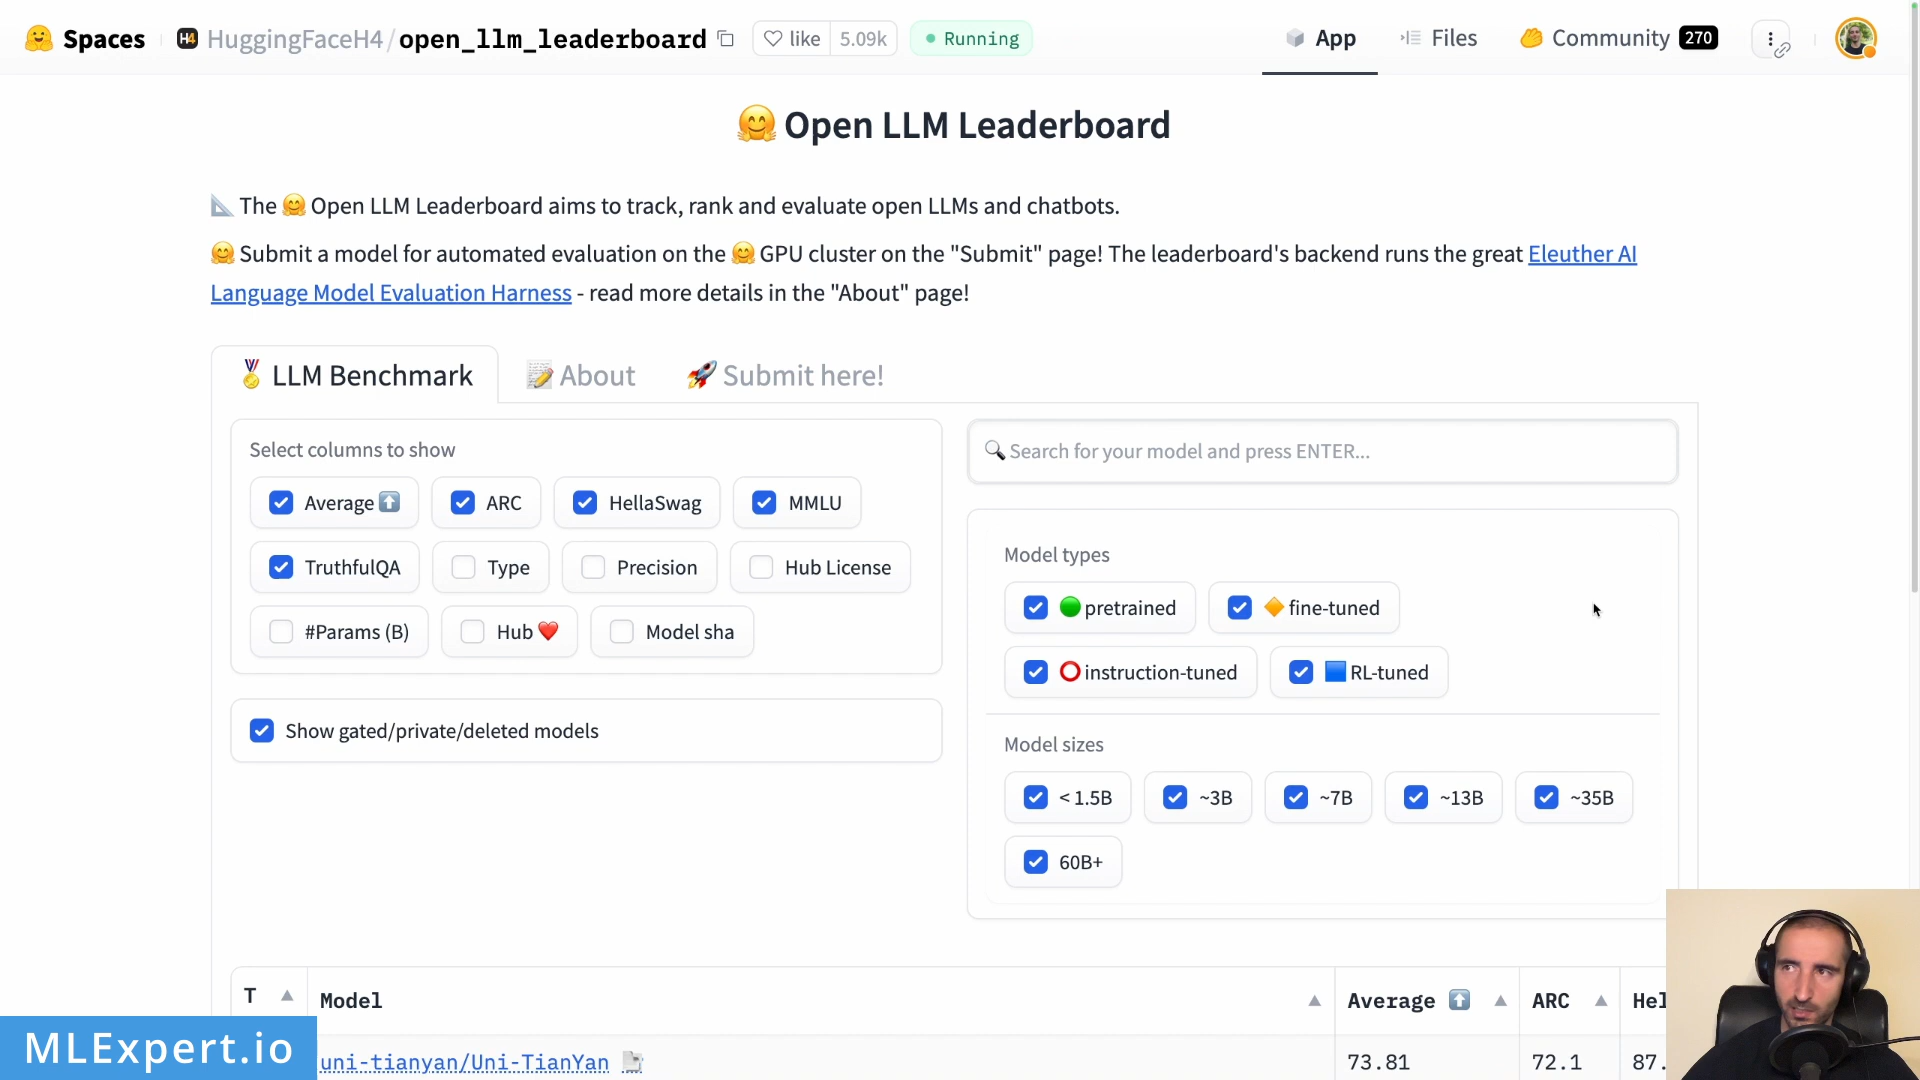 Spaces
HuggingFaceH4/open_llm_leaderboard
like 5.09k
Running
App
Files
Community 270
Open LLM Leaderboard
The Open LLM Leaderboard aims to track, rank and evaluate open LLMs and chatbots.
Submit a model for automated evaluation on the GPU cluster on the "Submit" page! The leaderboard's backend runs the great Eleuther AI
Language Model Evaluation Harness - read more details in the "About" page!
LLM Benchmark
About
Submit here!
Select columns to show
Average
ARC
HellaSwag
MMLU
TruthfulQA
Type
Precision
Hub License
#Params (B)
Hub
Model sha
Show gated/private/deleted models
Search for your model and press ENTER...
Model types
pretrained
fine-tuned
instruction-tuned
RL-tuned
Model sizes
< 1.5B
~3B
~7B
~13B
~35B
60B+
T
Model
Average
ARC
Hel
uni-tianyan/Uni-TianYan
73.81
72.1
87.
MLExpert.io